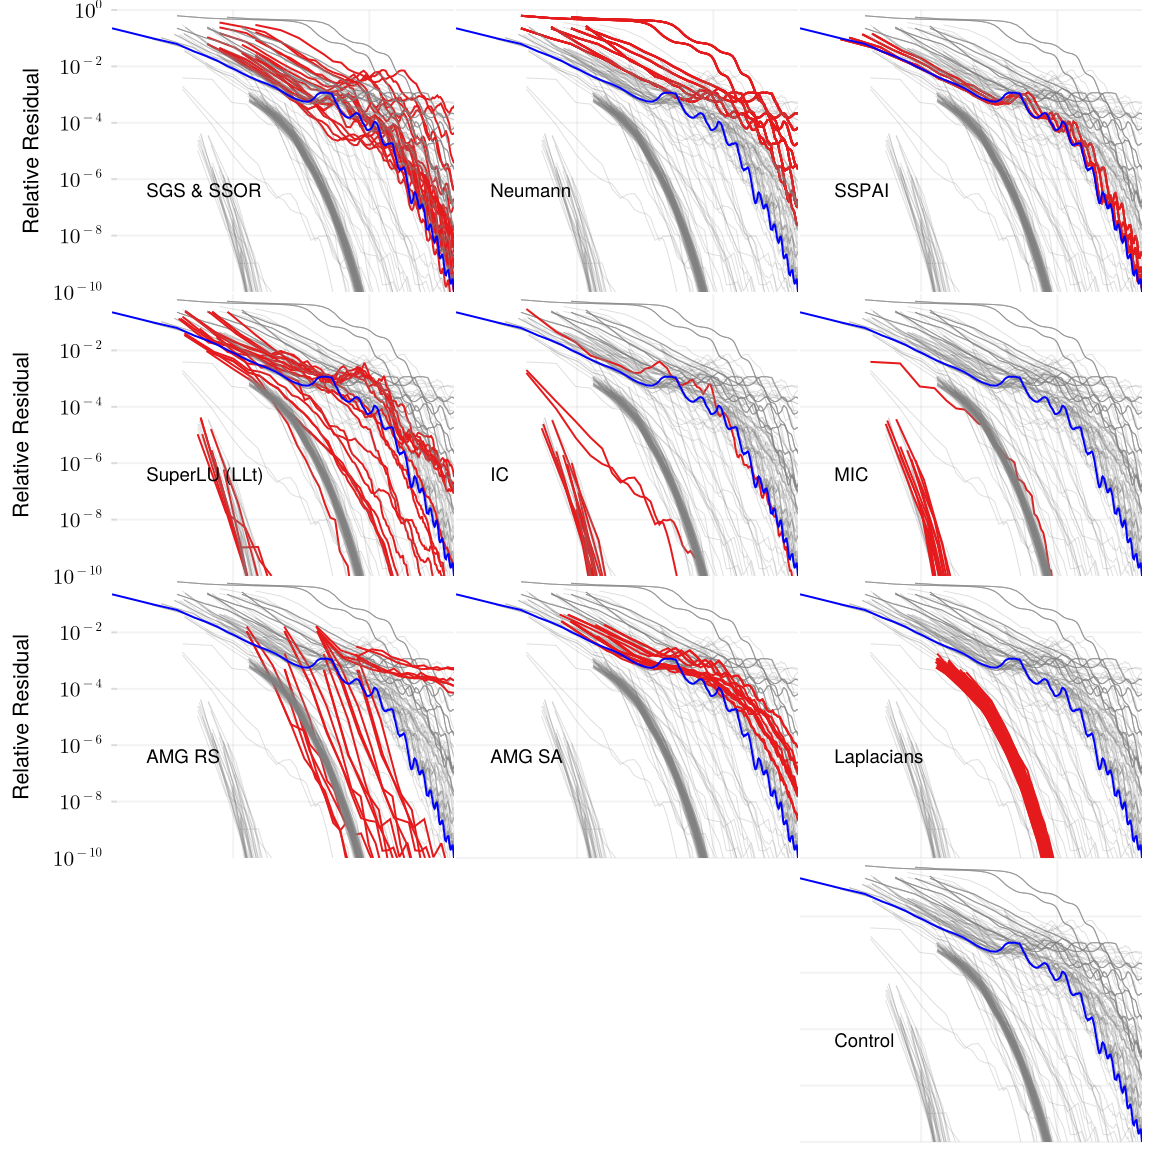 10^0
10^−2
10^−4
10^−6
10^−8
10^−10
Relative Residual
SGS & SSOR
Neumann
SSPAI
10^−2
10^−4
10^−6
10^−8
10^−10
Relative Residual
SuperLU (LLt)
IC
MIC
10^−2
10^−4
10^−6
10^−8
10^−10
Relative Residual
AMG RS
AMG SA
Laplacians
Control